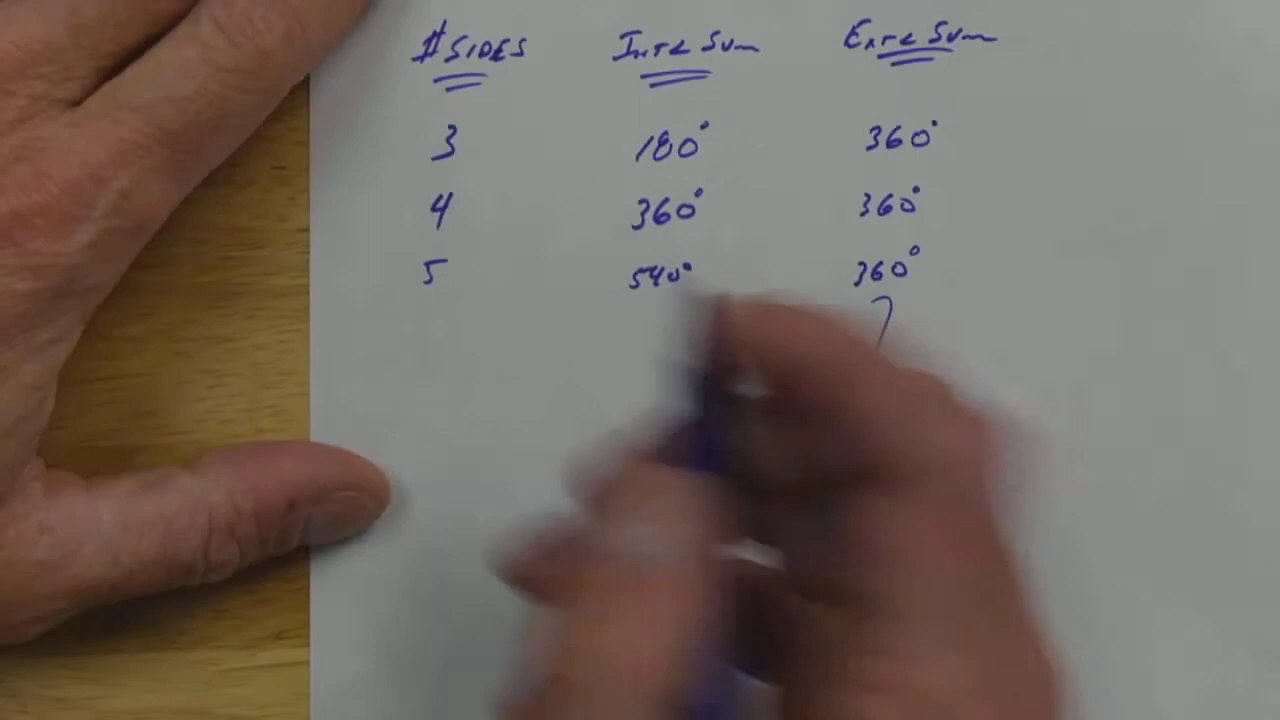 # SIDES INT ∠ SUM EXT ∠ SUM
3 180° 360°
4 360° 360°
5 540° 360°